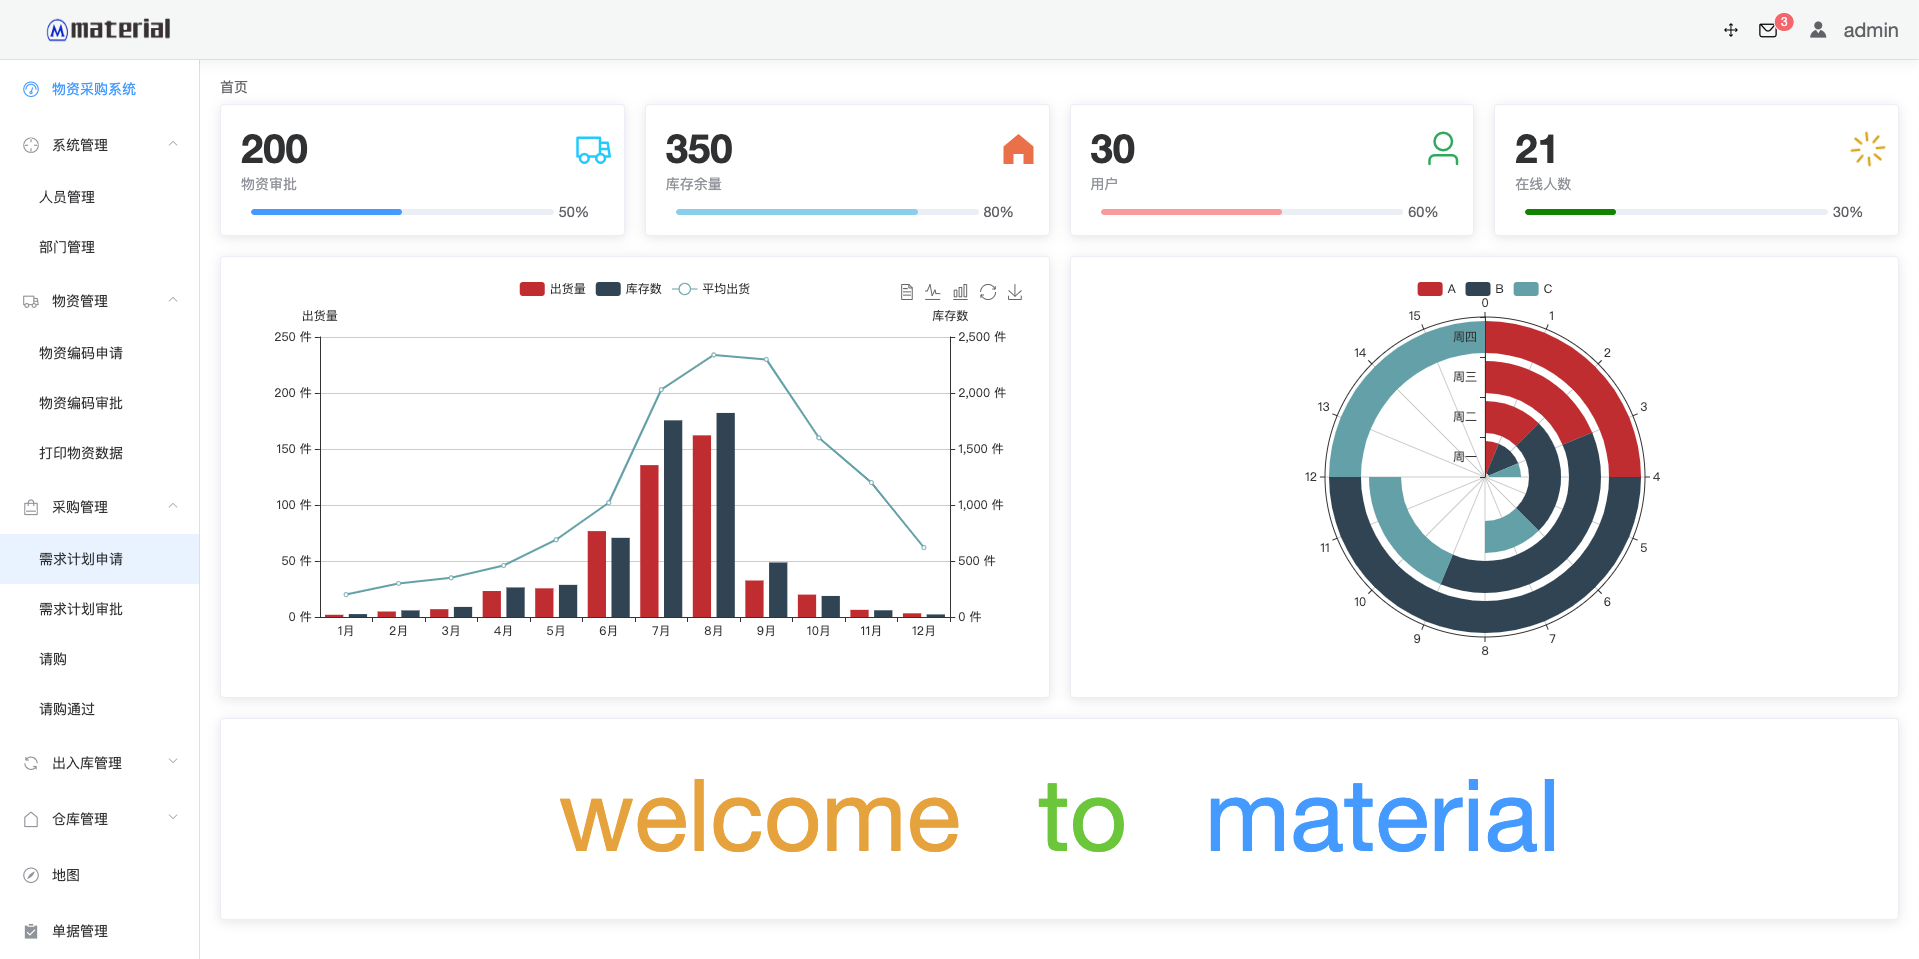 material
3
admin
物资采购系统
系统管理
人员管理
部门管理
物资管理
物资编码申请
物资编码审批
打印物资数据
采购管理
需求计划申请
需求计划审批
请购
请购通过
出入库管理
仓库管理
地图
单据管理
首页
200
物资审批
50%
350
库存余量
80%
30
用户
60%
21
在线人数
30%
出货量 库存数 平均出货
出货量 库存数
250 件 2,500 件
200 件 2,000 件
150 件 1,500 件
100 件 1,000 件
50 件 500 件
0 件 0 件
1月 2月 3月 4月 5月 6月 7月 8月 9月 10月 11月 12月
A B C
0
15 1
周四
14 2
周三
13 3
周二
周一
12 4
11 5
10 6
9 7
8
welcome to material